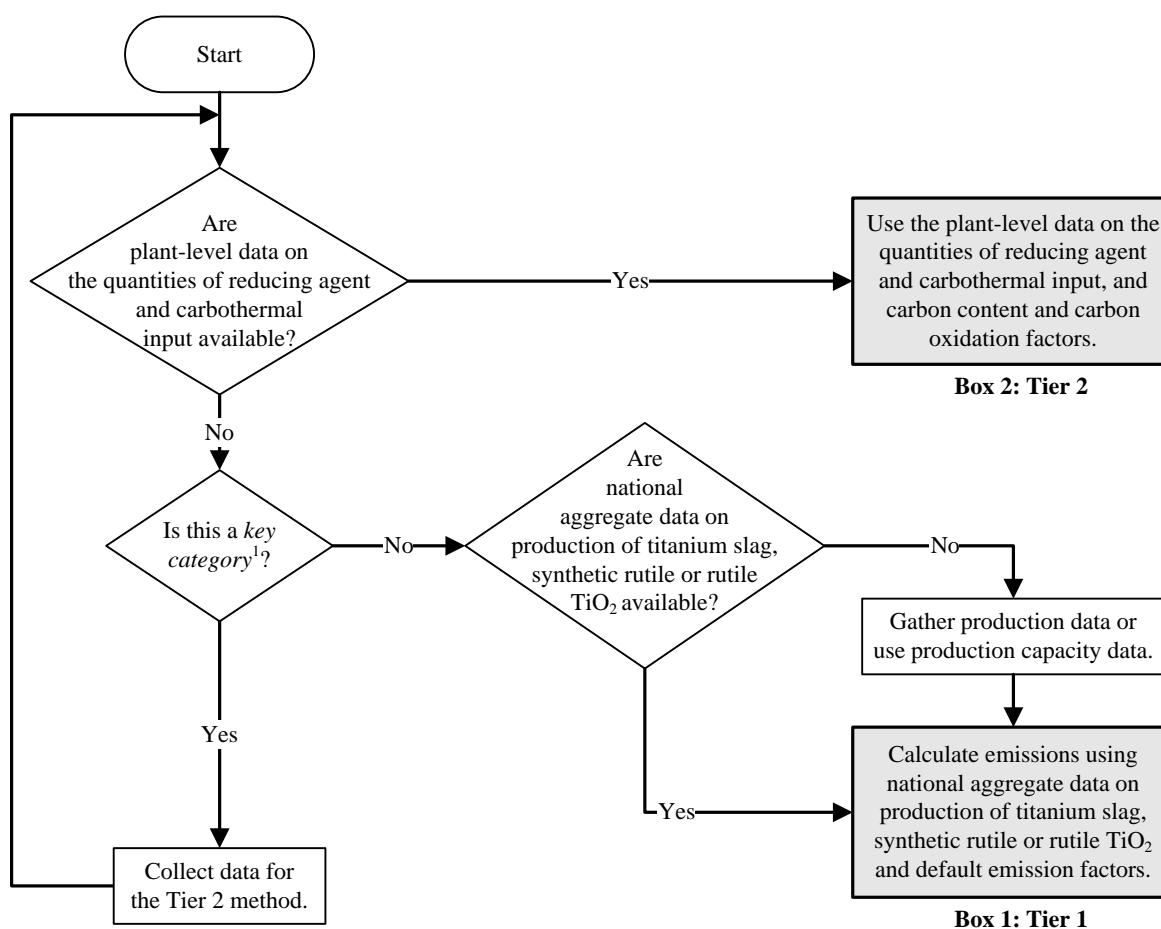 Start
Are
plant-level data on
the quantities of reducing agent
and carbothermal
input available?
Yes
Use the plant-level data on the
quantities of reducing agent
and carbothermal input, and
carbon content and carbon
oxidation factors.
Box 2: Tier 2
No
Is this a key
category¹?
No
Are
national
aggregate data on
production of titanium slag,
synthetic rutile or rutile
TiO₂ available?
No
Gather production data or
use production capacity data.
Yes
Yes
Calculate emissions using
national aggregate data on
production of titanium slag,
synthetic rutile or rutile TiO₂
and default emission factors.
Box 1: Tier 1
Collect data for
the Tier 2 method.